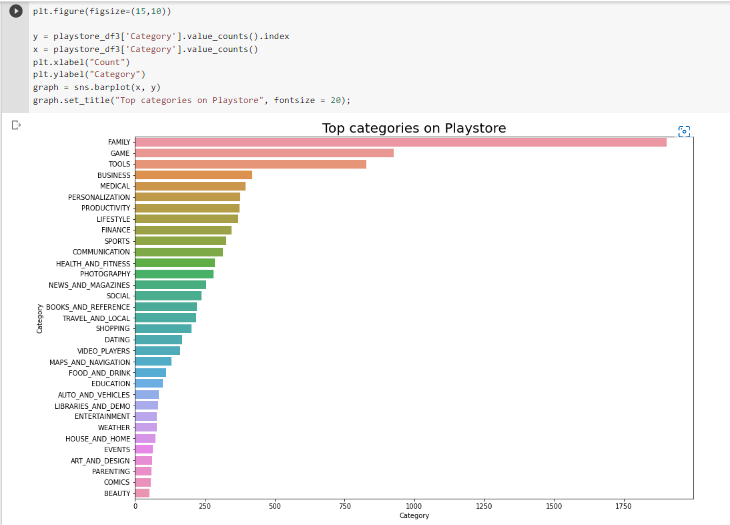 plt.figure(figsize=(15,10))
y = playstore_df3['Category'].value_counts().index
x = playstore_df3['Category'].value_counts()
plt.xlabel("Count")
plt.ylabel("Category")
graph = sns.barplot(x, y)
graph.set_title("Top categories on Playstore", fontsize = 20);
Top categories on Playstore
FAMILY
GAME
TOOLS
BUSINESS
MEDICAL
PERSONALIZATION
PRODUCTIVITY
LIFESTYLE
FINANCE
SPORTS
COMMUNICATION
HEALTH_AND_FITNESS
PHOTOGRAPHY
NEWS_AND_MAGAZINES
SOCIAL
BOOKS_AND_REFERENCE
TRAVEL_AND_LOCAL
SHOPPING
DATING
VIDEO_PLAYERS
MAPS_AND_NAVIGATION
FOOD_AND_DRINK
EDUCATION
AUTO_AND_VEHICLES
LIBRARIES_AND_DEMO
ENTERTAINMENT
WEATHER
HOUSE_AND_HOME
EVENTS
ART_AND_DESIGN
PARENTING
COMICS
BEAUTY
Category
0 250 500 750 1000 1250 1500 1750
Category